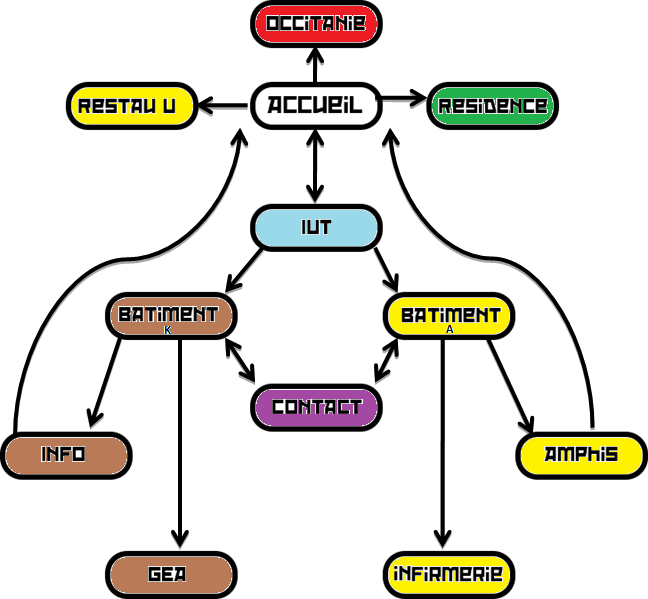 OCCiTANiE
RESTAU U
ACCUEiL
RESiDENCE
IUT
BATiMENT
K
BATiMENT
A
CONTACT
INFO
AMPHiS
GEA
iNFiRMERiE